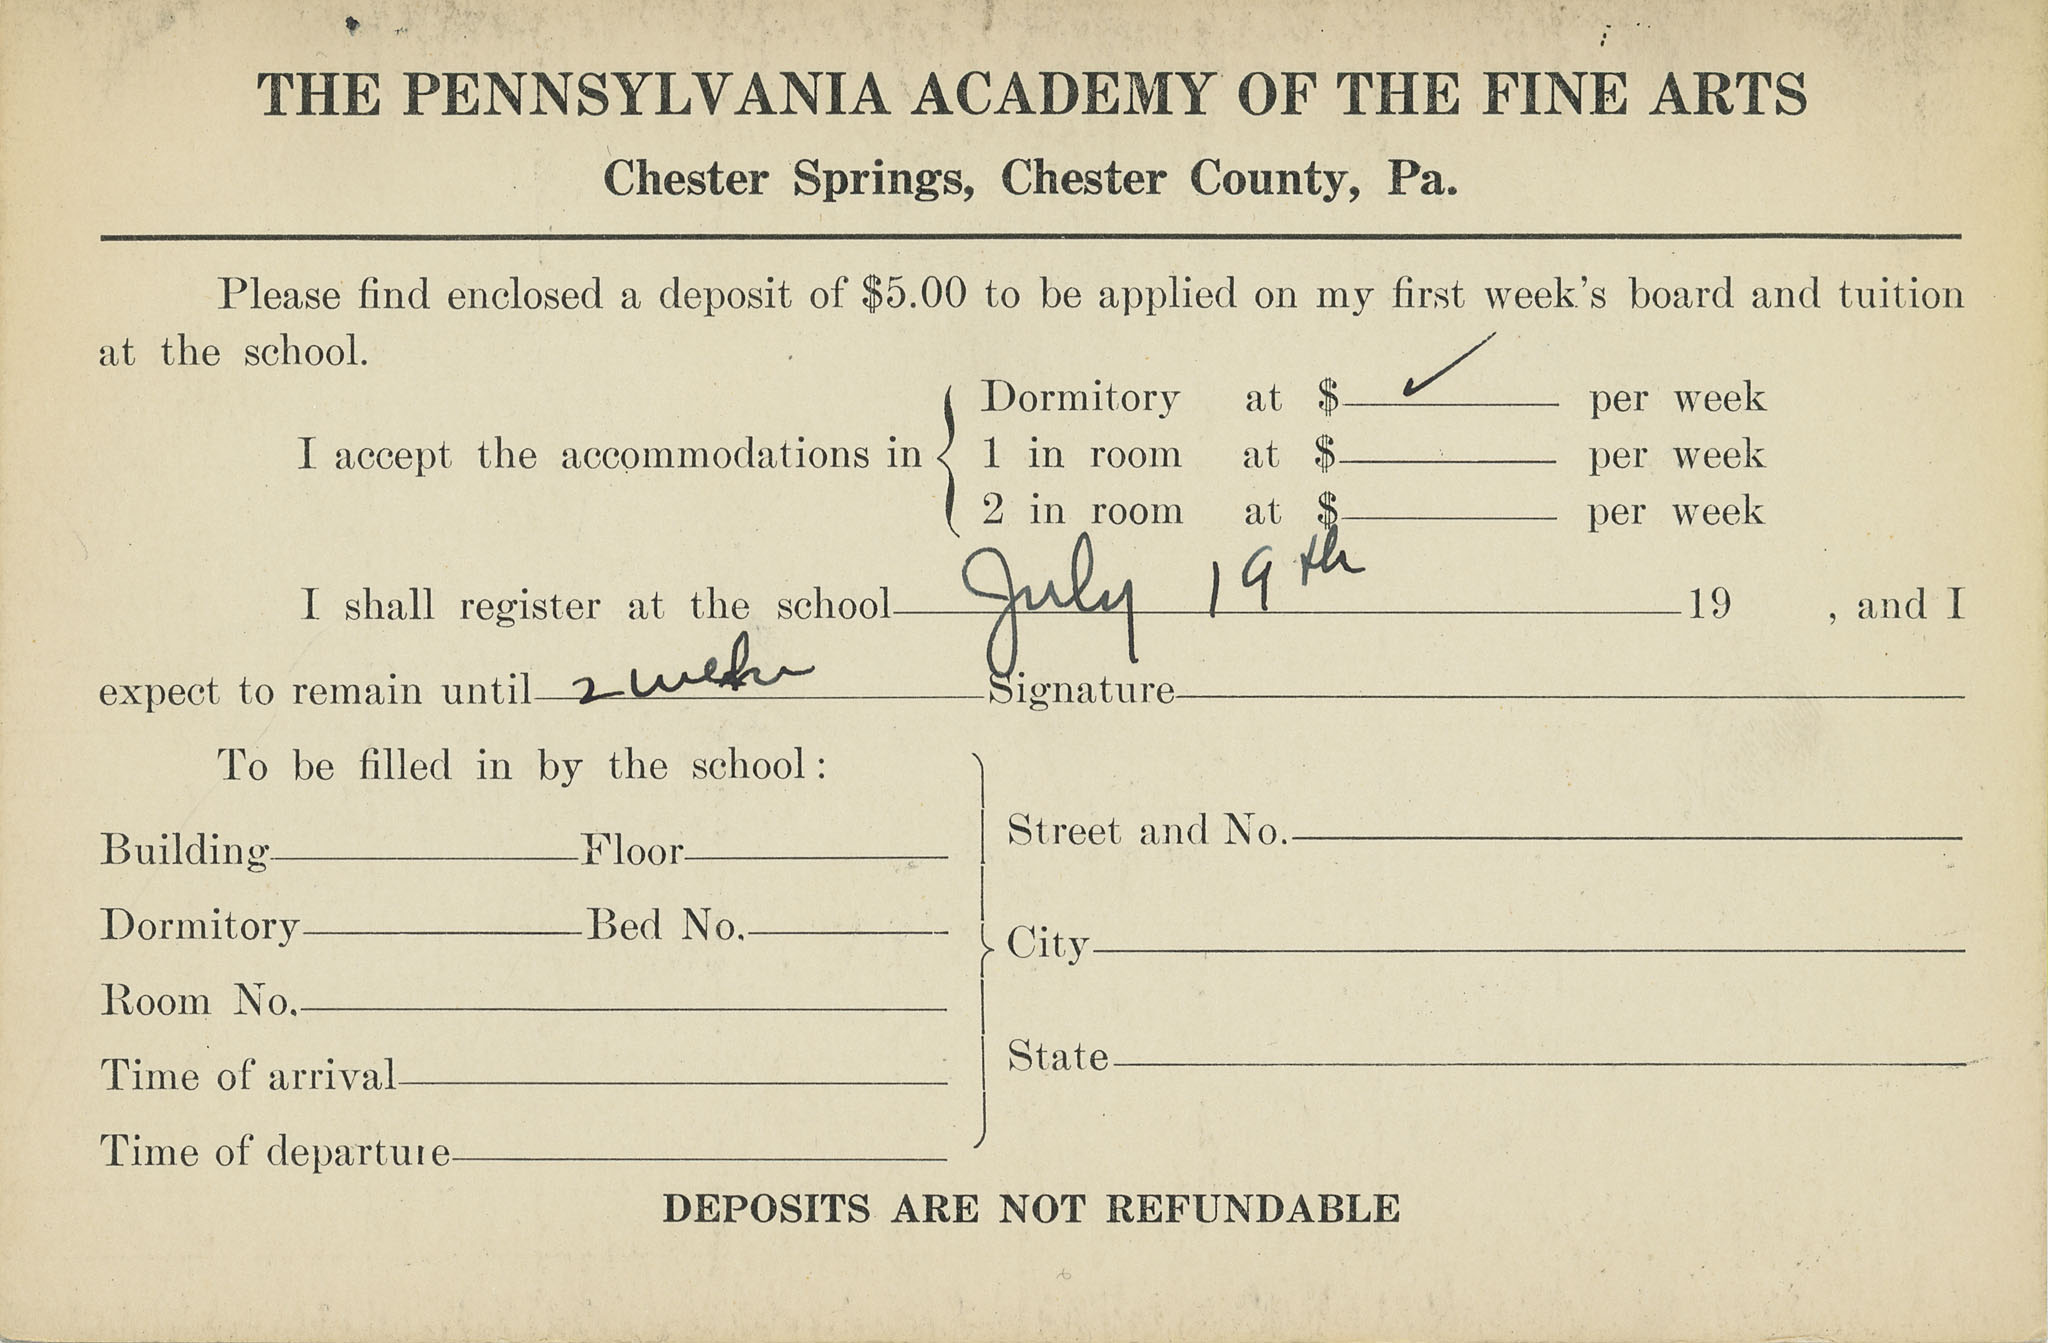 THE PENNSYLVANIA ACADEMY OF THE FINE ARTS
Chester Springs, Chester County, Pa.
Please find enclosed a deposit of $5.00 to be applied on my first week's board and tuition
at the school.
Dormitory at $ ✓ per week
I accept the accommodations in { 1 in room at $ per week
2 in room at $ per week
I shall register at the school July 19th 19 , and I
expect to remain until 2 weeks Signature
To be filled in by the school:
Building Floor
Dormitory Bed No.
Room No.
Time of arrival
Time of departure
Street and No.
City
State
DEPOSITS ARE NOT REFUNDABLE